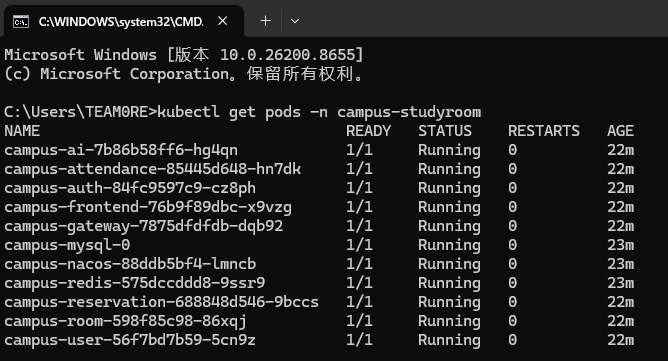 C:\WINDOWS\system32\CMD.
Microsoft Windows [版本 10.0.26200.8655]
(c) Microsoft Corporation。保留所有权利。
C:\Users\TEAM0RE>kubectl get pods -n campus-studyroom
NAME READY STATUS RESTARTS AGE
campus-ai-7b86b58ff6-hg4qn 1/1 Running 0 22m
campus-attendance-85445d648-hn7dk 1/1 Running 0 22m
campus-auth-84fc9597c9-cz8ph 1/1 Running 0 22m
campus-frontend-76b9f89dbc-x9vzg 1/1 Running 0 22m
campus-gateway-7875dfdfdb-dqb92 1/1 Running 0 22m
campus-mysql-0 1/1 Running 0 23m
campus-nacos-88ddb5bf4-lmncb 1/1 Running 0 23m
campus-redis-575dccddd8-9ssr9 1/1 Running 0 23m
campus-reservation-688848d546-9bccs 1/1 Running 0 22m
campus-room-598f85c98-86xqj 1/1 Running 0 22m
campus-user-56f7bd7b59-5cn9z 1/1 Running 0 22m